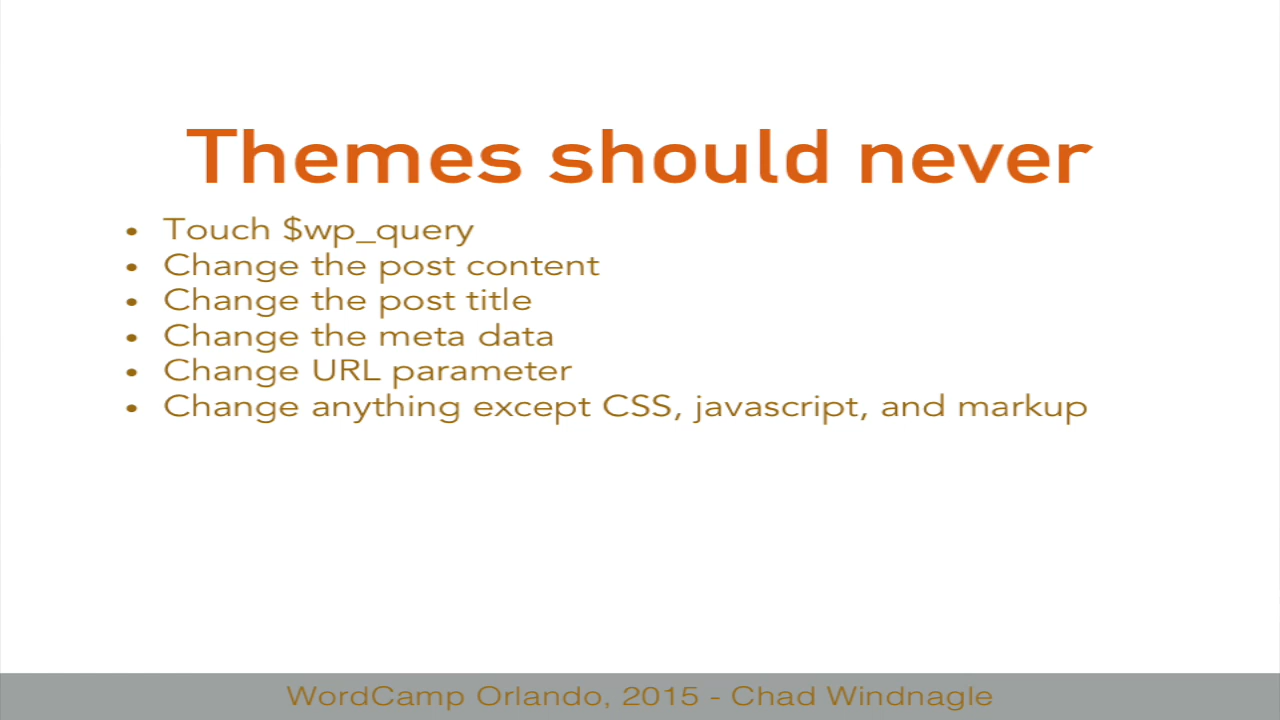 Themes should never
• Touch $wp_query
• Change the post content
• Change the post title
• Change the meta data
• Change URL parameter
• Change anything except CSS, javascript, and markup
WordCamp Orlando, 2015 - Chad Windnagle